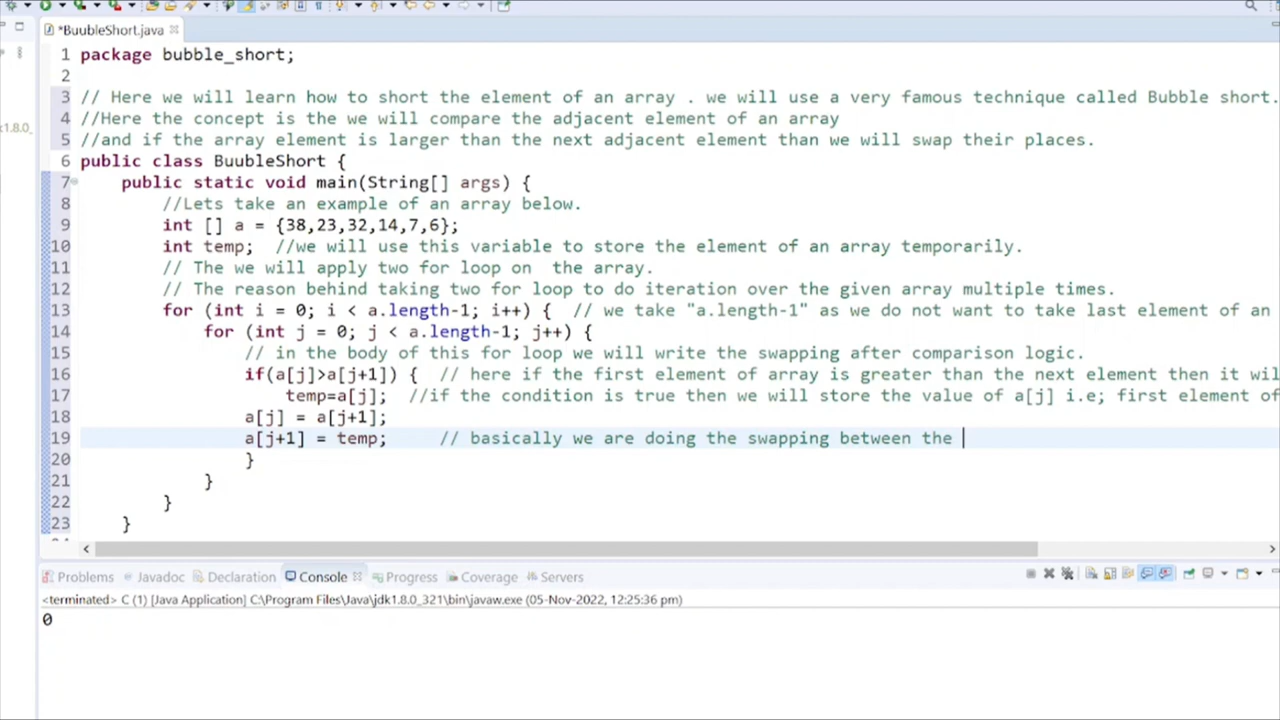 *BuubleShort.java
1 package bubble_short;
2
3 // Here we will learn how to short the element of an array . we will use a very famous technique called Bubble short.
4 //Here the concept is the we will compare the adjacent element of an array
5 //and if the array element is larger than the next adjacent element than we will swap their places.
6 public class BuubleShort {
7 public static void main(String[] args) {
8 //Lets take an example of an array below.
9 int [] a = {38,23,32,14,7,6};
10 int temp; //we will use this variable to store the element of an array temporarily.
11 // The we will apply two for loop on the array.
12 // The reason behind taking two for loop to do iteration over the given array multiple times.
k1.8.0_
13 for (int i = 0; i < a.length-1; i++) { // we take "a.length-1" as we do not want to take last element of an
14 for (int j = 0; j < a.length-1; j++) {
15 // in the body of this for loop we will write the swapping after comparison logic.
16 if(a[j]>a[j+1]) { // here if the first element of array is greater than the next element then it wil
17 temp=a[j]; //if the condition is true then we will store the value of a[j] i.e; first element of
18 a[j] = a[j+1];
19 a[j+1] = temp; // basically we are doing the swapping between the
20 }
21 }
22 }
23 }
Problems Javadoc Declaration Console Progress Coverage Servers
<terminated> C (1) [Java Application] C:\Program Files\Java\jdk1.8.0_321\bin\javaw.exe (05-Nov-2022, 12:25:36 pm)
0